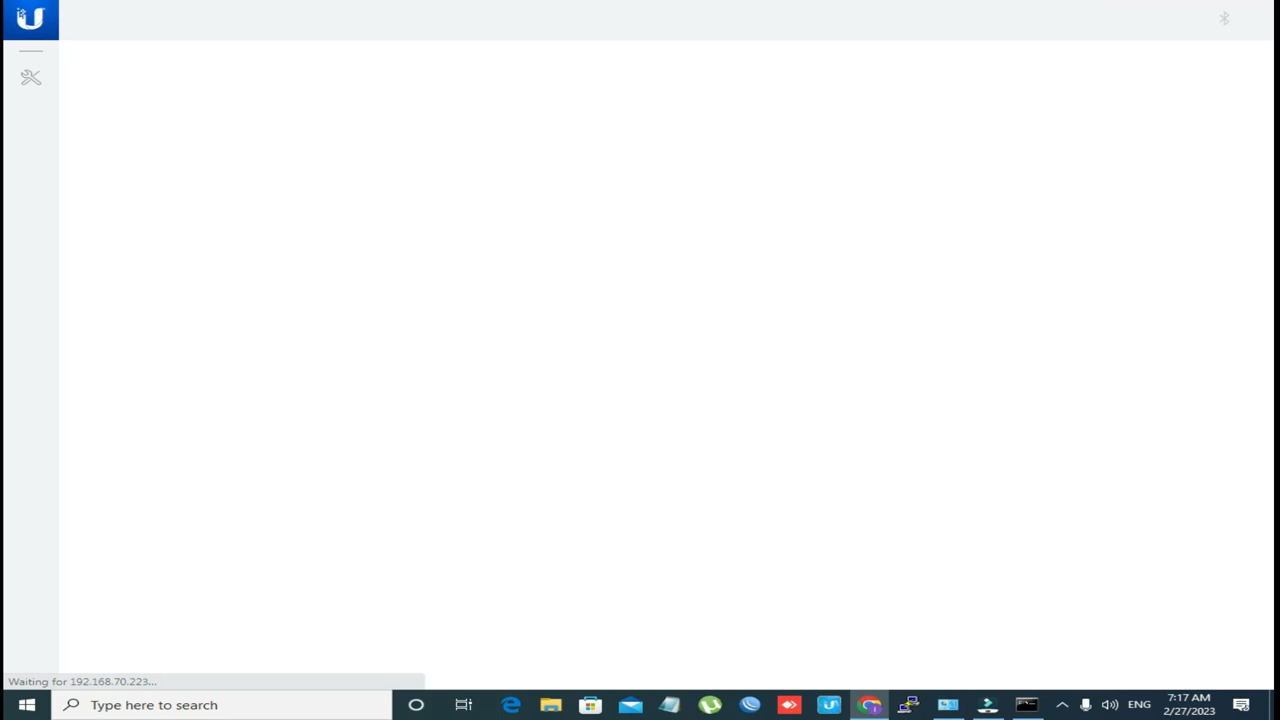 Waiting for 192.168.70.223...
Type here to search
ENG
7:17 AM
2/27/2023